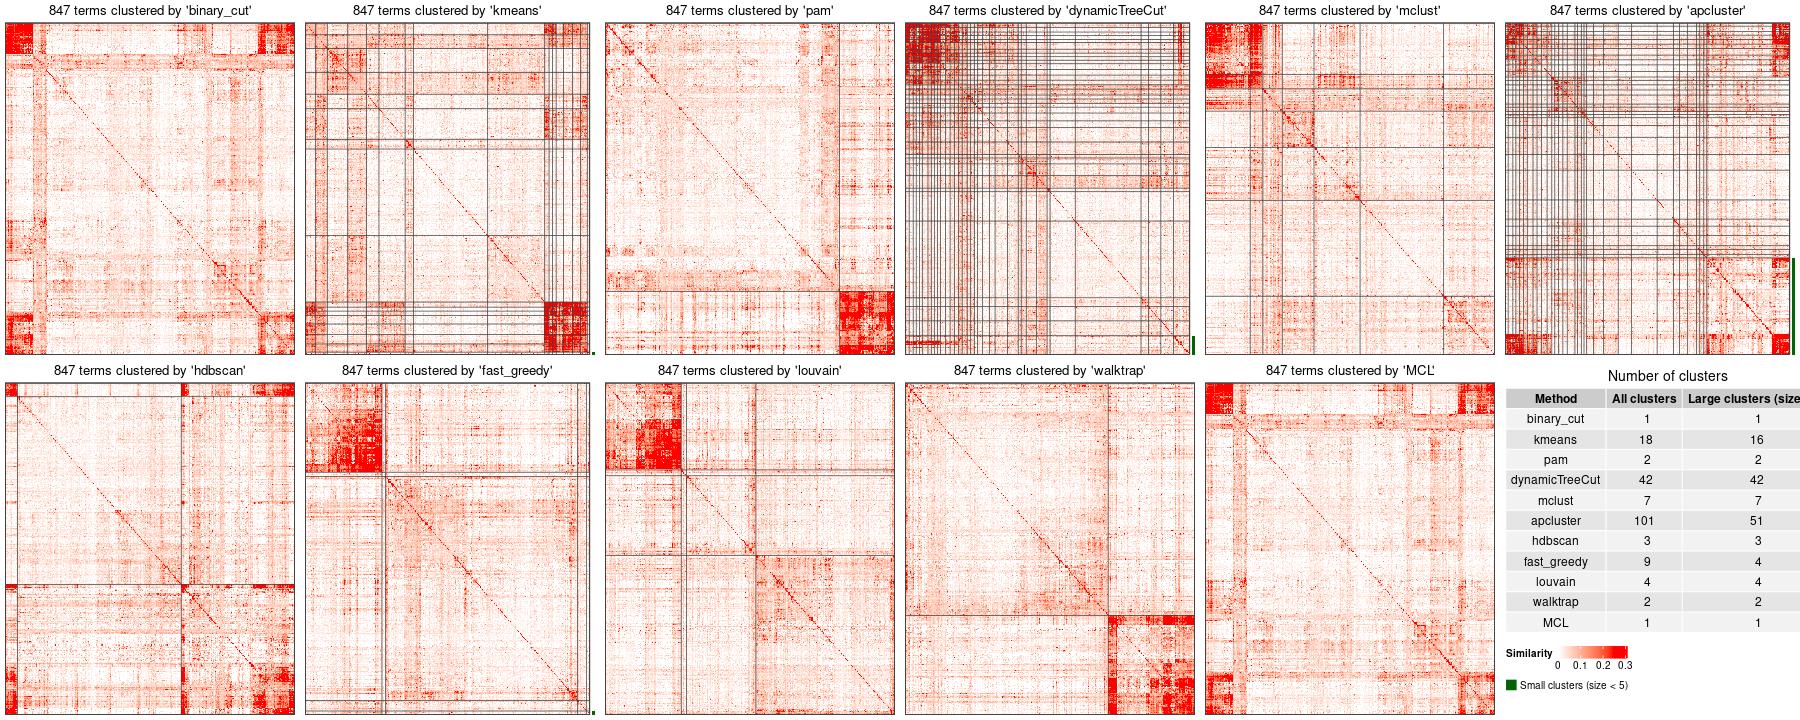 847 terms clustered by 'binary_cut'
847 terms clustered by 'kmeans'
847 terms clustered by 'pam'
847 terms clustered by 'dynamicTreeCut'
847 terms clustered by 'mclust'
847 terms clustered by 'apcluster'
847 terms clustered by 'hdbscan'
847 terms clustered by 'fast_greedy'
847 terms clustered by 'louvain'
847 terms clustered by 'walktrap'
847 terms clustered by 'MCL'
Number of clusters
Method All clusters Large clusters (size
binary_cut 1 1
kmeans 18 16
pam 2 2
dynamicTreeCut 42 42
mclust 7 7
apcluster 101 51
hdbscan 3 3
fast_greedy 9 4
louvain 4 4
walktrap 2 2
MCL 1 1
Similarity
0 0.1 0.2 0.3
Small clusters (size < 5)